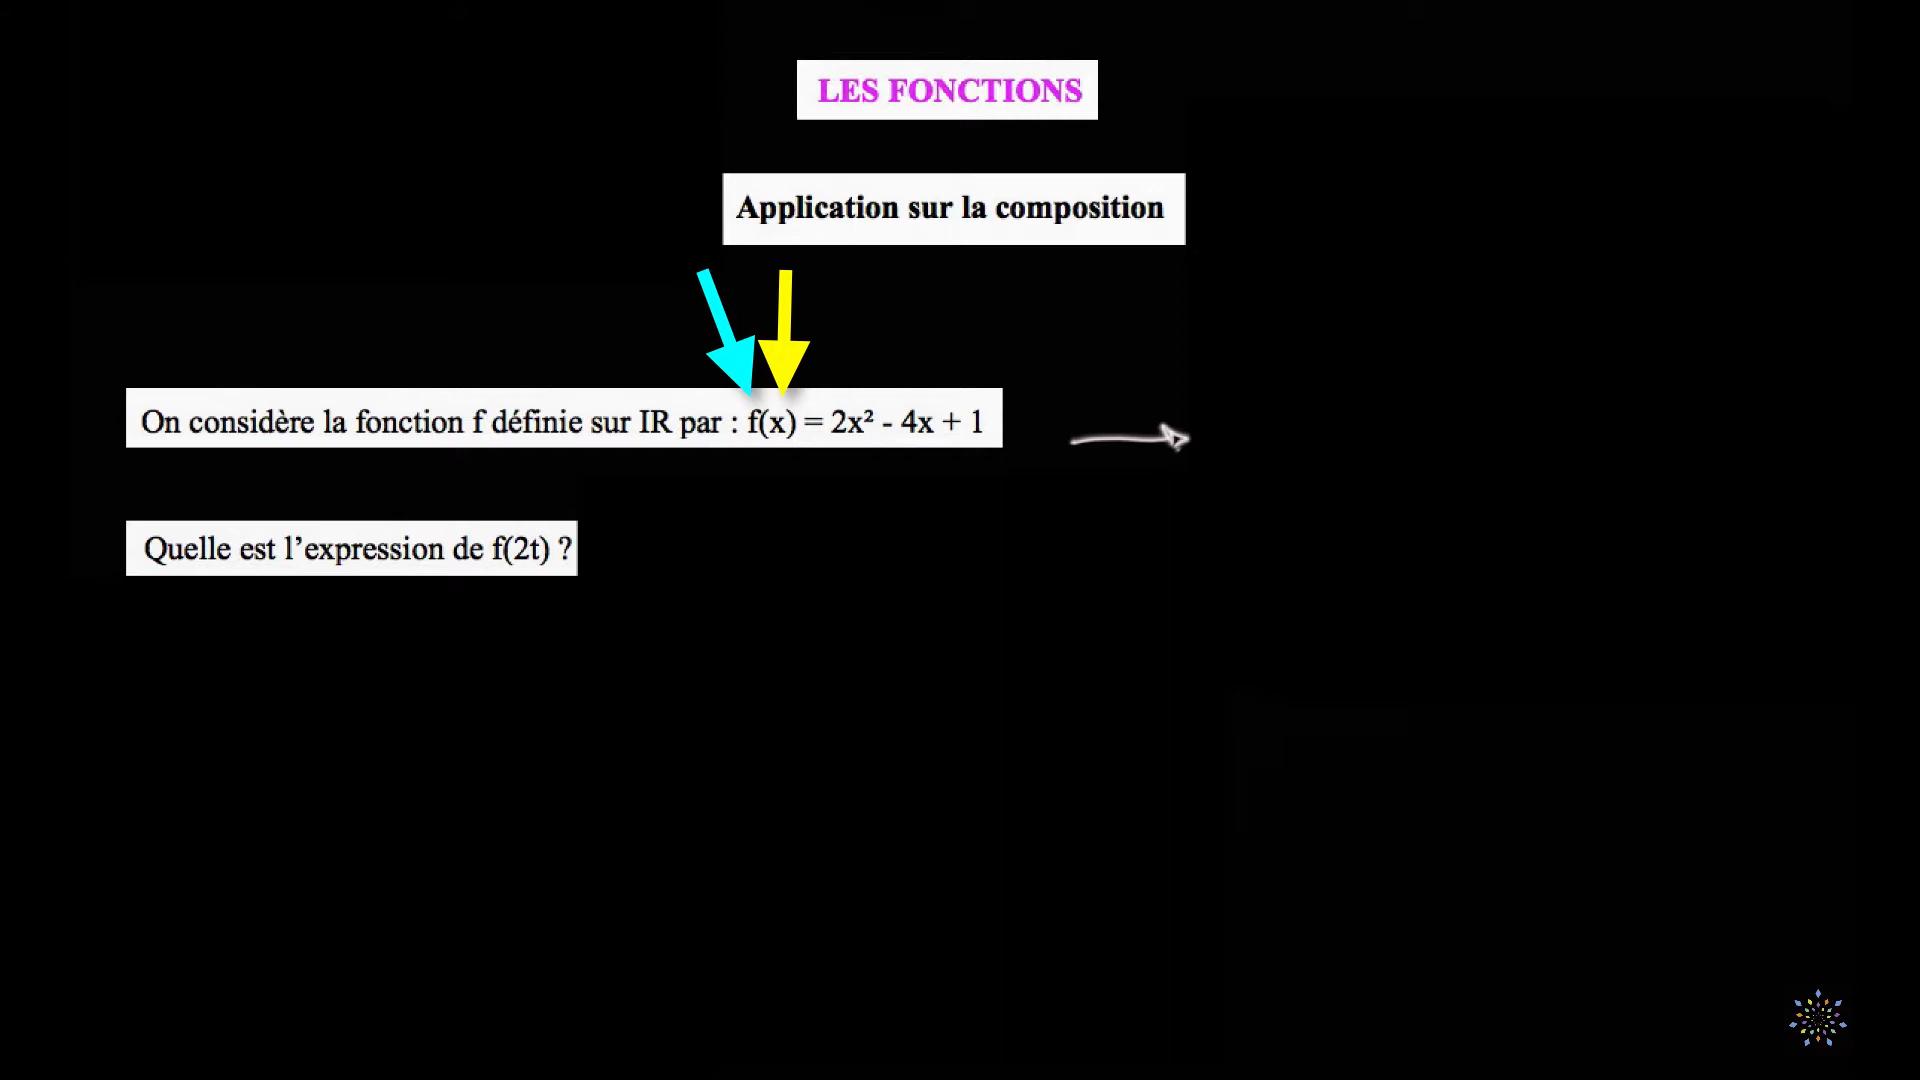 LES FONCTIONS
Application sur la composition
On considère la fonction f définie sur IR par : f(x) = 2x² - 4x + 1
Quelle est l’expression de f(2t) ?